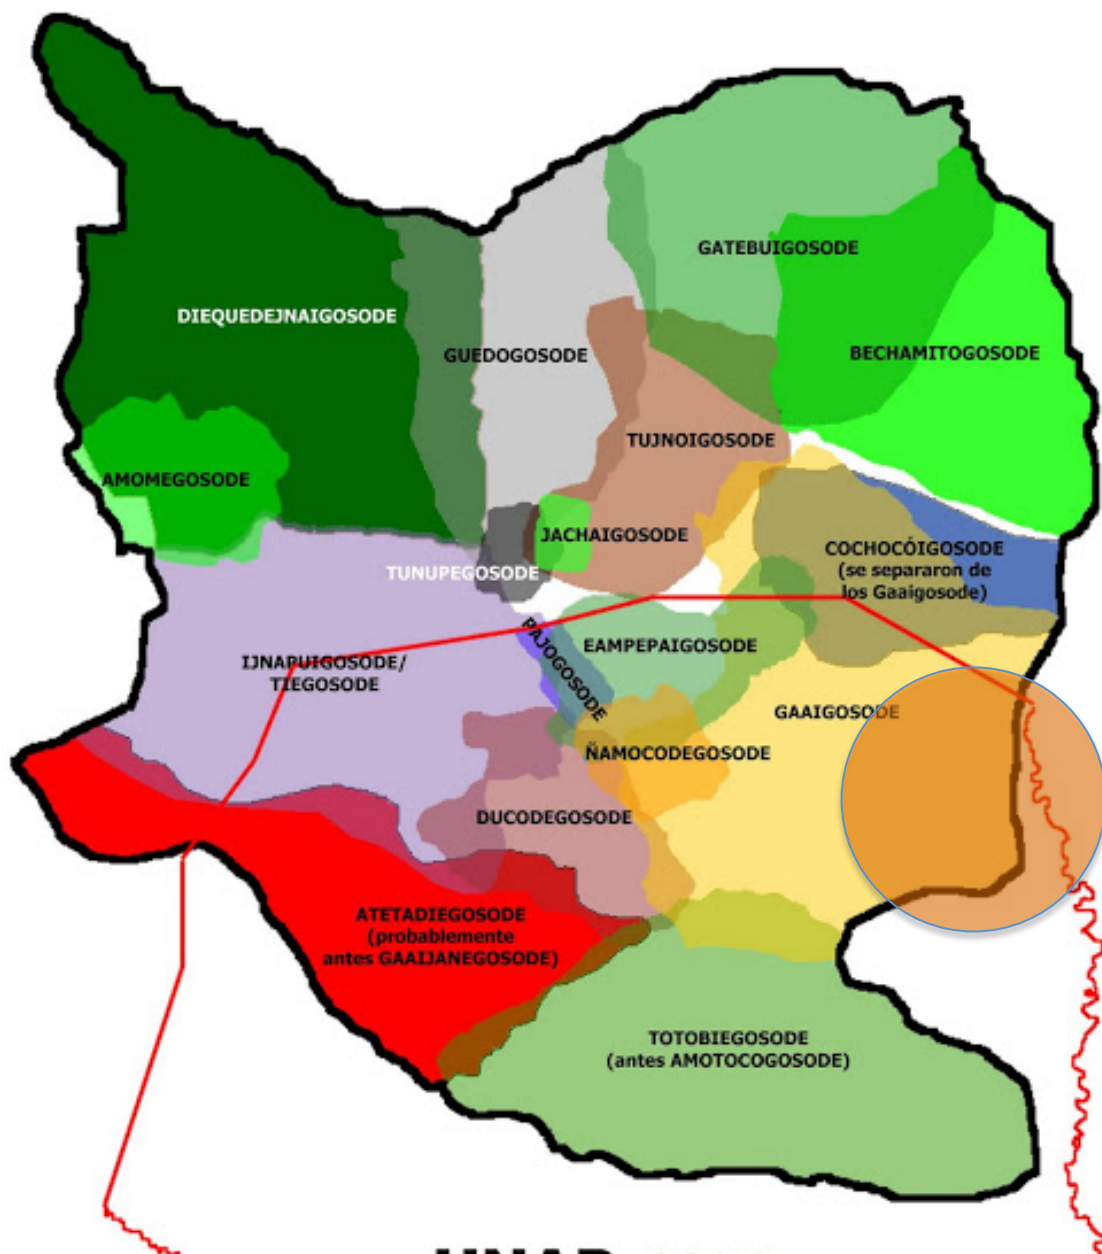 GATEBUIGOSODE
DIEQUEDEJNAIGOSODE
GUEDOGOSODE
BECHAMITOGOSODE
TUJNOIGOSODE
AMOMEGOSODE
JACHAIGOSODE
COCHOCÓIGOSODE
(se separaron de
los Gaaigosode)
TUNUPEGOSODE
PAJOGOSODE
EAMPEPAIGOSODE
IJNAPUIGOSODE/
TIEGOSODE
GAAIGOSODE
ÑAMOCODEGOSODE
DUCODEGOSODE
ATETADIEGOSODE
(probablemente
antes GAAIJANEGOSODE)
TOTOBIEGOSODE
(antes AMOTOCOGOSODE)